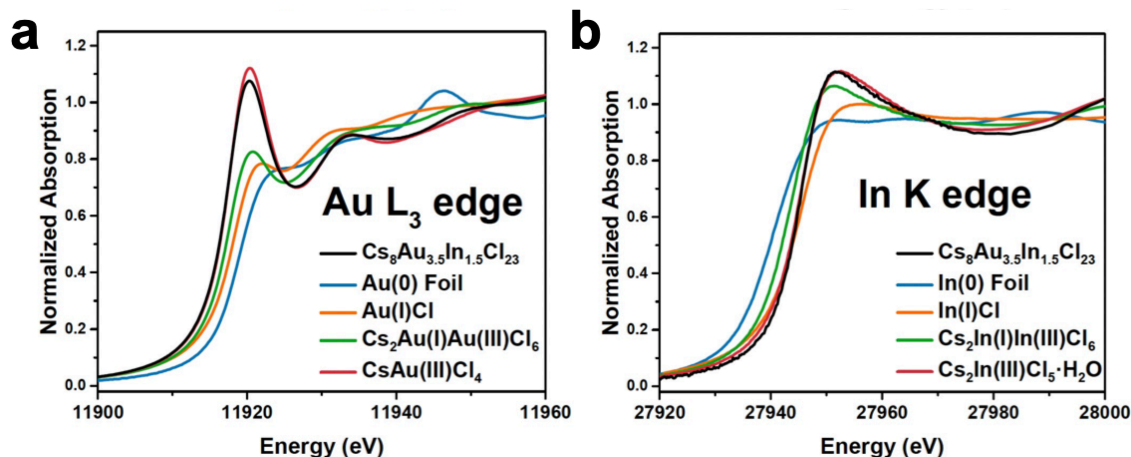 a
1.2
1.0
0.8
0.6
0.4
0.2
0.0
Normalized Absorption
Au L₃ edge
Cs₈Au₃.₅In₁.₅Cl₂₃
Au(0) Foil
Au(I)Cl
Cs₂Au(I)Au(III)Cl₆
CsAu(III)Cl₄
11900 11920 11940 11960
Energy (eV)
b
1.2
1.0
0.8
0.6
0.4
0.2
0.0
Normalized Absorption
In K edge
Cs₈Au₃.₅In₁.₅Cl₂₃
In(0) Foil
In(I)Cl
Cs₂In(I)In(III)Cl₆
Cs₂In(III)Cl₅·H₂O
27920 27940 27960 27980 28000
Energy (eV)